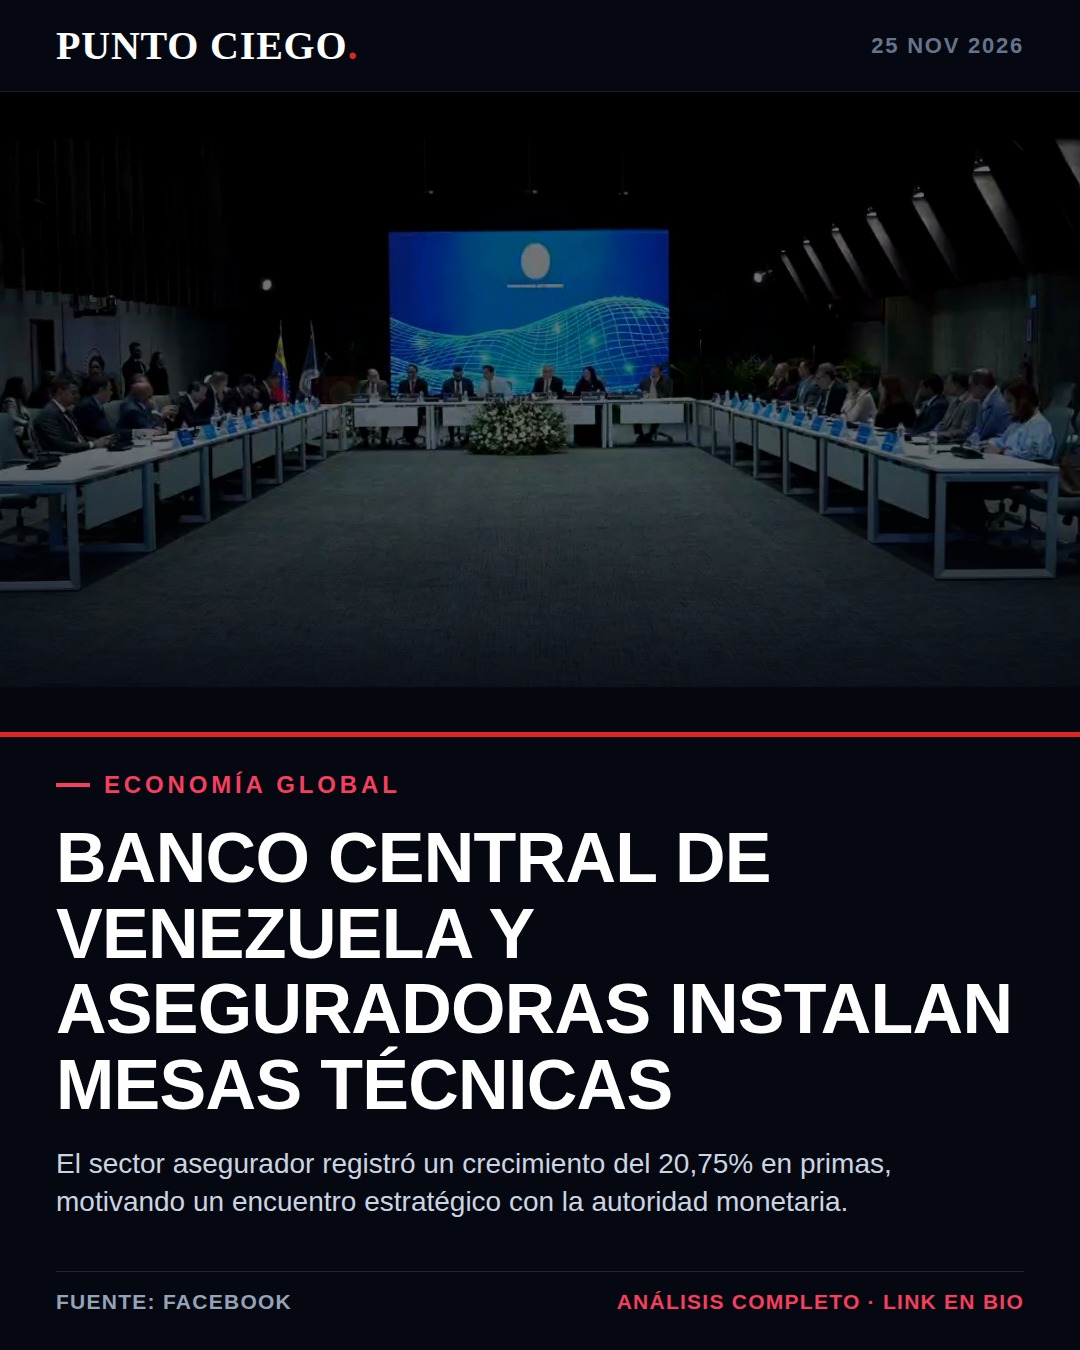 PUNTO CIEGO.
25 NOV 2026
ECONOMÍA GLOBAL
BANCO CENTRAL DE
VENEZUELA Y
ASEGURADORAS INSTALAN
MESAS TÉCNICAS
El sector asegurador registró un crecimiento del 20,75% en primas,
motivando un encuentro estratégico con la autoridad monetaria.
FUENTE: FACEBOOK
ANÁLISIS COMPLETO · LINK EN BIO